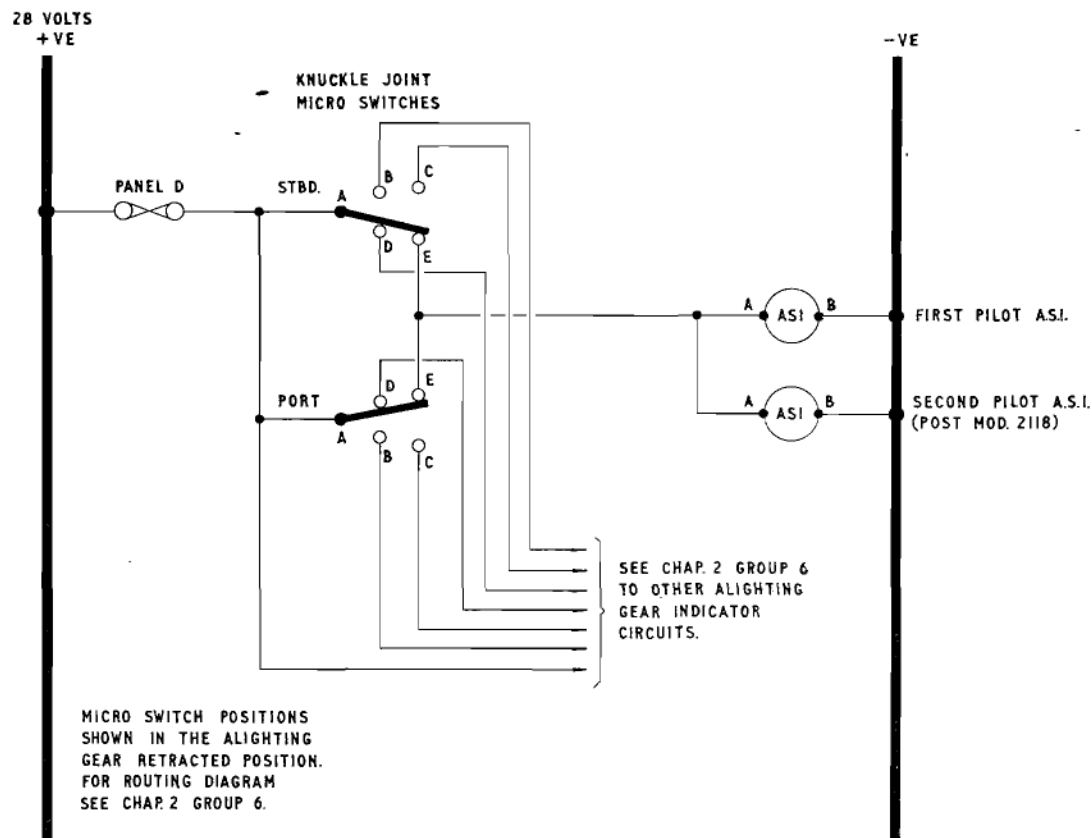 28 VOLTS
+VE
-VE
KNUCKLE JOINT
MICRO SWITCHES
B
C
PANEL D
STBD.
A
D
E
A
ASI
B
FIRST PILOT A.S.I.
D
E
PORT
A
B
C
A
ASI
B
SECOND PILOT A.S.I.
(POST MOD. 2118)
SEE CHAP. 2 GROUP 6
TO OTHER ALIGHTING
GEAR INDICATOR
CIRCUITS.
MICRO SWITCH POSITIONS
SHOWN IN THE ALIGHTING
GEAR RETRACTED POSITION.
FOR ROUTING DIAGRAM
SEE CHAP. 2 GROUP 6.